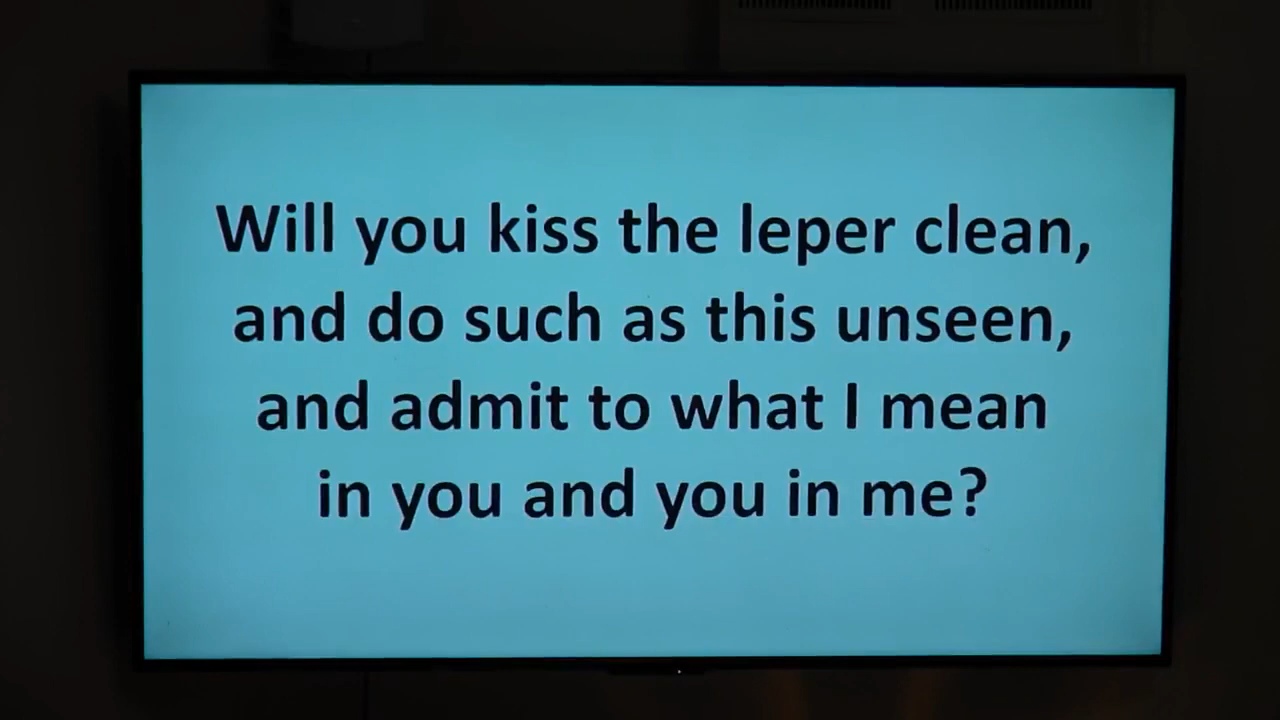 Will you kiss the leper clean,
and do such as this unseen,
and admit to what I mean
in you and you in me?